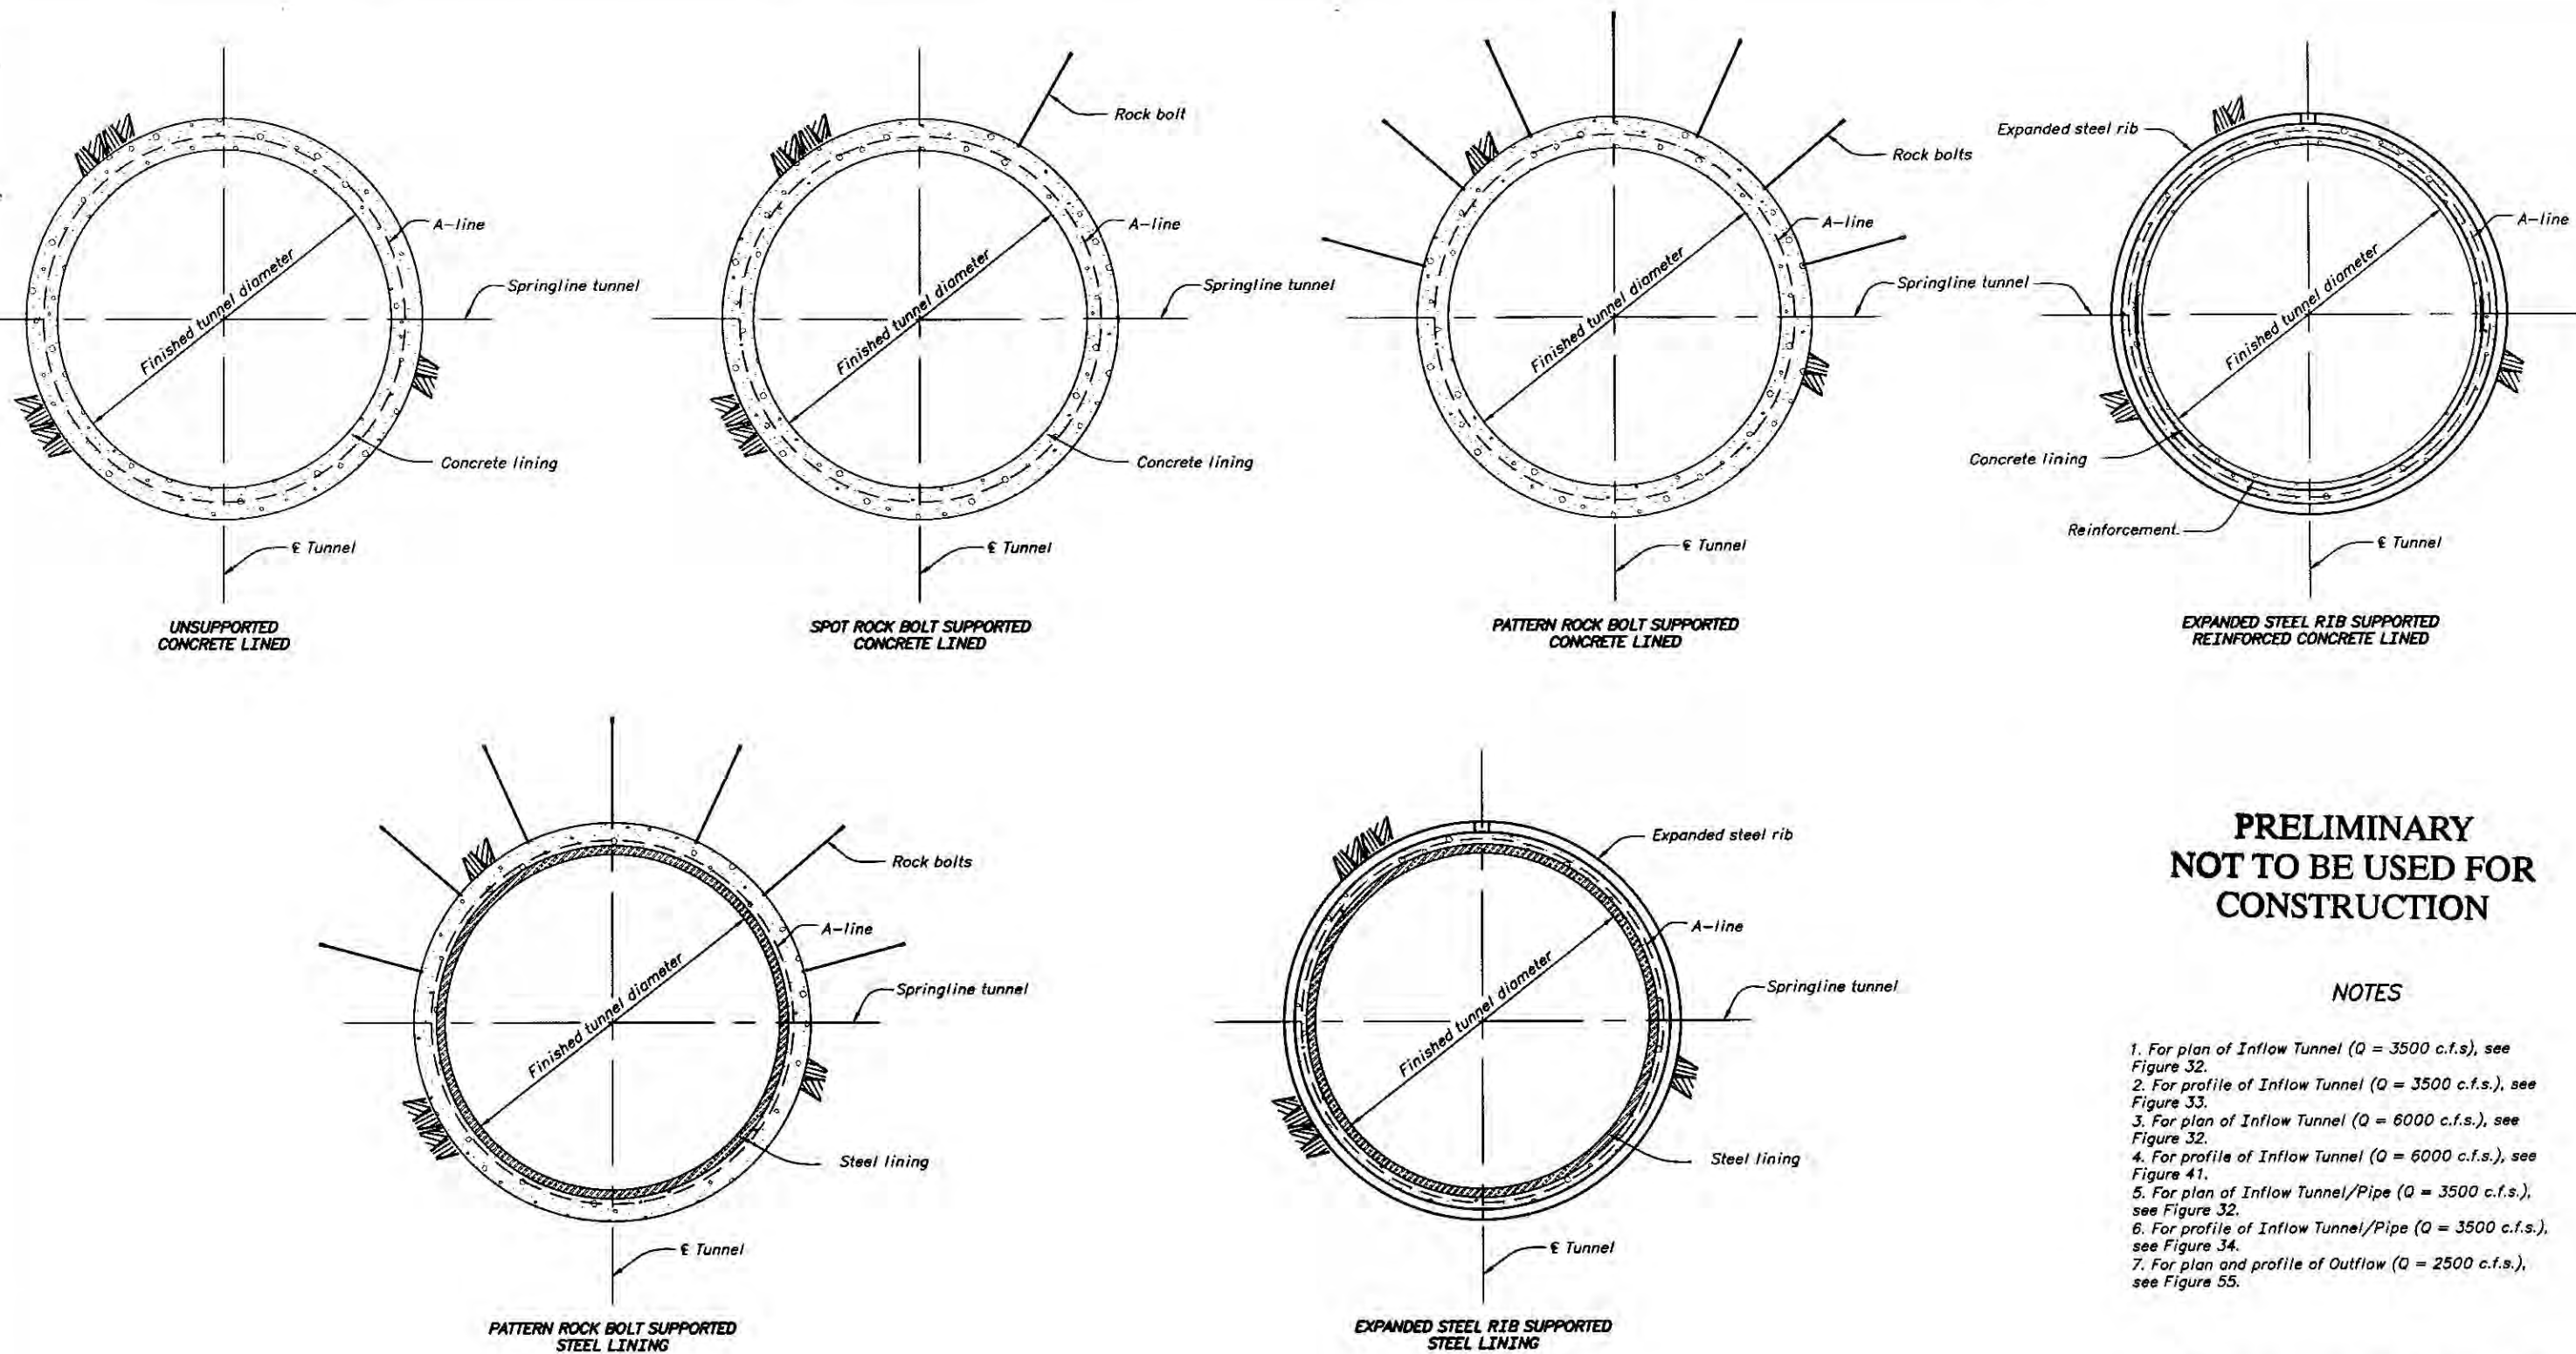 Rock bolt
A-line
Springline tunnel
Finished tunnel diameter
Concrete lining
℄ Tunnel
UNSUPPORTED
CONCRETE LINED
A-line
Springline tunnel
Finished tunnel diameter
Concrete lining
℄ Tunnel
SPOT ROCK BOLT SUPPORTED
CONCRETE LINED
Rock bolts
A-line
Springline tunnel
Finished tunnel diameter
℄ Tunnel
PATTERN ROCK BOLT SUPPORTED
CONCRETE LINED
Expanded steel rib
A-line
Finished tunnel diameter
Concrete lining
Reinforcement.
℄ Tunnel
EXPANDED STEEL RIB SUPPORTED
REINFORCED CONCRETE LINED
Rock bolts
A-line
Finished tunnel diameter
Springline tunnel
Steel lining
℄ Tunnel
PATTERN ROCK BOLT SUPPORTED
STEEL LINING
Expanded steel rib
A-line
Finished tunnel diameter
Springline tunnel
Steel lining
℄ Tunnel
EXPANDED STEEL RIB SUPPORTED
STEEL LINING
PRELIMINARY
NOT TO BE USED FOR
CONSTRUCTION
NOTES
1. For plan of Inflow Tunnel (Q = 3500 c.f.s), see
Figure 32.
2. For profile of Inflow Tunnel (Q = 3500 c.f.s.), see
Figure 33.
3. For plan of Inflow Tunnel (Q = 6000 c.f.s.), see
Figure 32.
4. For profile of Inflow Tunnel (Q = 6000 c.f.s.), see
Figure 41.
5. For plan of Inflow Tunnel/Pipe (Q = 3500 c.f.s.),
see Figure 32.
6. For profile of Inflow Tunnel/Pipe (Q = 3500 c.f.s.),
see Figure 34.
7. For plan and profile of Outflow (Q = 2500 c.f.s.),
see Figure 55.